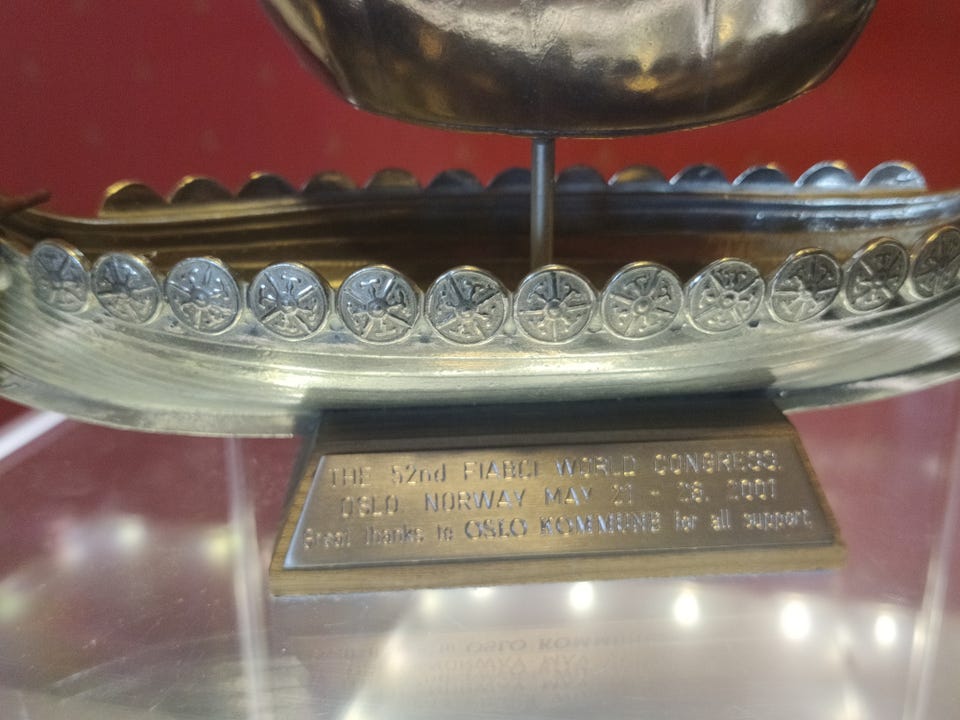 THE 52nd FIABCI WORLD CONGRESS.
OSLO, NORWAY MAY 21 - 26, 2001
Great thanks to OSLO KOMMUNE for all support